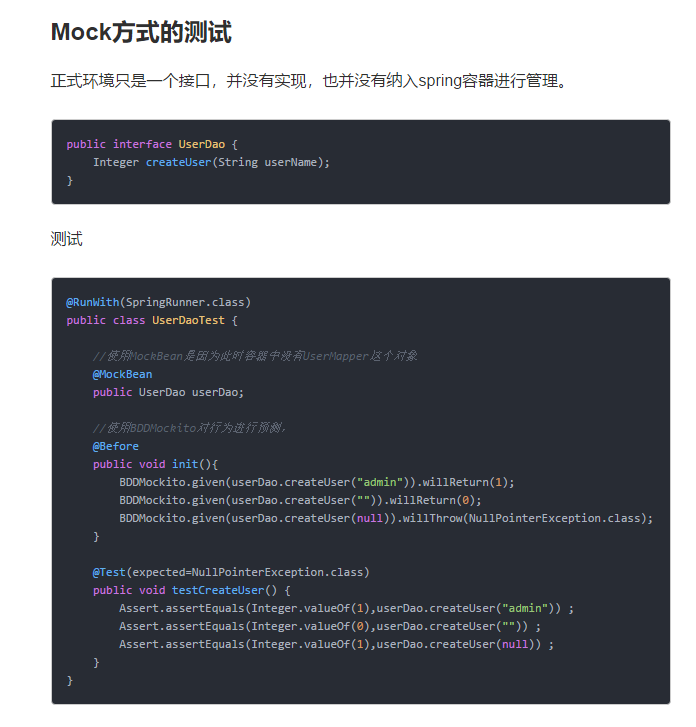 Mock方式的测试
正式环境只是一个接口，并没有实现，也并没有纳入spring容器进行管理。
public interface UserDao {
    Integer createUser(String userName);
}
测试
@RunWith(SpringRunner.class)
public class UserDaoTest {
    //使用MockBean是因为此时容器中没有UserMapper这个对象
    @MockBean
    public UserDao userDao;
    //使用BDDMockito对行为进行预测，
    @Before
    public void init(){
        BDDMockito.given(userDao.createUser("admin")).willReturn(1);
        BDDMockito.given(userDao.createUser("")).willReturn(0);
        BDDMockito.given(userDao.createUser(null)).willThrow(NullPointerException.class);
    }
    @Test(expected=NullPointerException.class)
    public void testCreateUser() {
        Assert.assertEquals(Integer.valueOf(1),userDao.createUser("admin")) ;
        Assert.assertEquals(Integer.valueOf(0),userDao.createUser("")) ;
        Assert.assertEquals(Integer.valueOf(1),userDao.createUser(null)) ;
    }
}